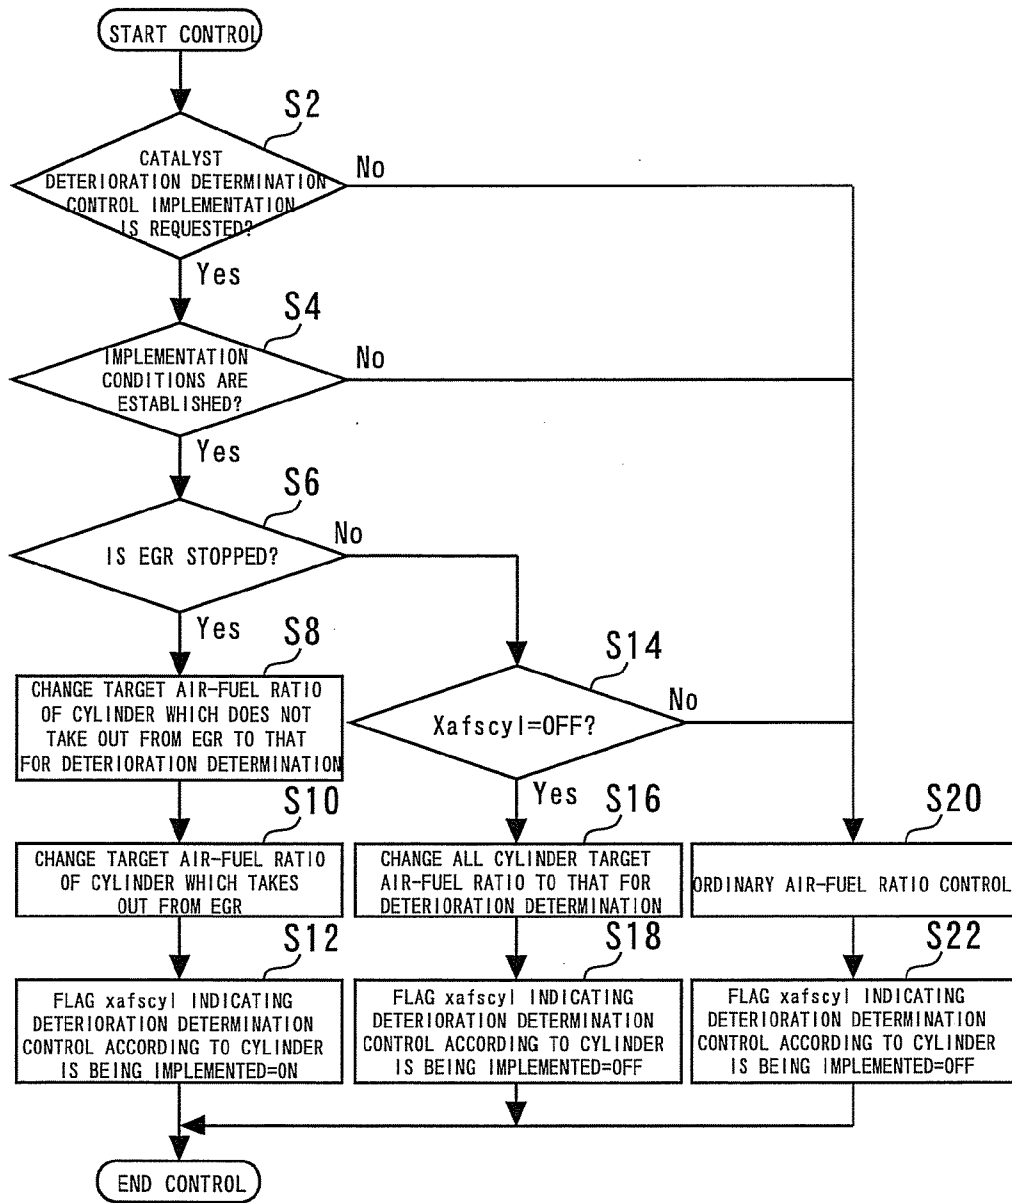 START CONTROL
S2
CATALYST
DETERIORATION DETERMINATION
CONTROL IMPLEMENTATION
IS REQUESTED?
No
Yes
S4
IMPLEMENTATION
CONDITIONS ARE
ESTABLISHED?
No
Yes
S6
IS EGR STOPPED?
No
Yes
S8
CHANGE TARGET AIR-FUEL RATIO
OF CYLINDER WHICH DOES NOT
TAKE OUT FROM EGR TO THAT
FOR DETERIORATION DETERMINATION
S14
Xafscyl=OFF?
No
Yes
S10
CHANGE TARGET AIR-FUEL RATIO
OF CYLINDER WHICH TAKES
OUT FROM EGR
S16
CHANGE ALL CYLINDER TARGET
AIR-FUEL RATIO TO THAT FOR
DETERIORATION DETERMINATION
S20
ORDINARY AIR-FUEL RATIO CONTROL
S12
FLAG xafscyl INDICATING
DETERIORATION DETERMINATION
CONTROL ACCORDING TO CYLINDER
IS BEING IMPLEMENTED=ON
S18
FLAG xafscyl INDICATING
DETERIORATION DETERMINATION
CONTROL ACCORDING TO CYLINDER
IS BEING IMPLEMENTED=OFF
S22
FLAG xafscyl INDICATING
DETERIORATION DETERMINATION
CONTROL ACCORDING TO CYLINDER
IS BEING IMPLEMENTED=OFF
END CONTROL